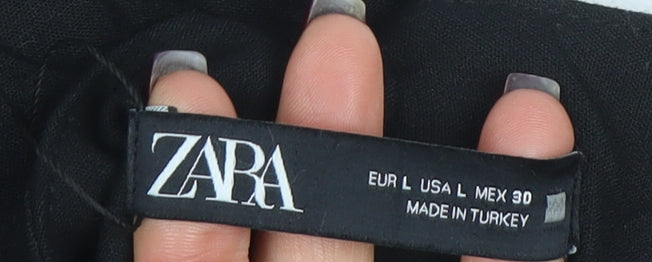 ZARA
EUR L USA L MEX 30
MADE IN TURKEY